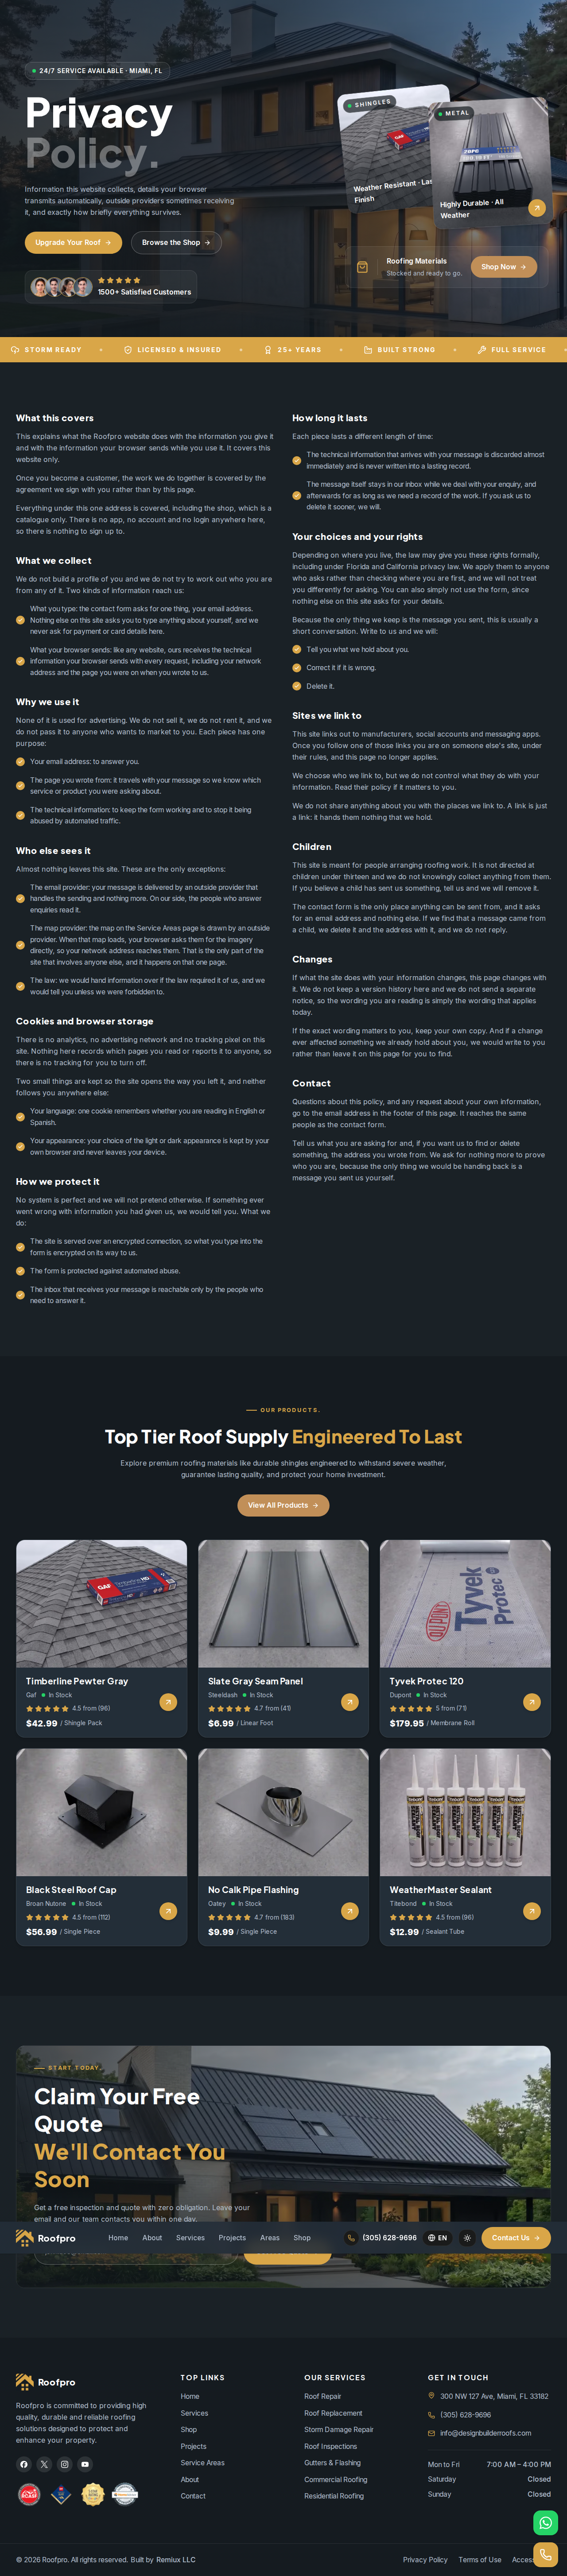 24/7 SERVICE AVAILABLE · MIAMI, FL
Privacy
Policy.
Information this website collects, details your browser
transmits automatically, outside providers sometimes receiving
it, and exactly how briefly everything survives.
Upgrade Your Roof
Browse the Shop
1500+ Satisfied Customers
SHINGLES
Weather Resistant · Las
Finish
METAL
Highly Durable · All
Weather
Roofing Materials
Stocked and ready to go.
Shop Now
STORM READY
LICENSED & INSURED
25+ YEARS
BUILT STRONG
FULL SERVICE
What this covers
This explains what the Roofpro website does with the information you give it
and with the information your browser sends while you use it. It covers this
website only.
Once you become a customer, the work we do together is covered by the
agreement we sign with you rather than by this page.
Everything under this one address is covered, including the shop, which is a
catalogue only. There is no app, no account and no login anywhere here,
so there is nothing to sign up to.
What we collect
We do not build a profile of you and we do not try to work out who you are
from any of it. Two kinds of information reach us:
What you type: the contact form asks for one thing, your email address.
Nothing else on this site asks you to type anything about yourself, and we
never ask for payment or card details here.
What your browser sends: like any website, ours receives the technical
information your browser sends with every request, including your network
address and the page you were on when you wrote to us.
Why we use it
None of it is used for advertising. We do not sell it, we do not rent it, and we
do not pass it to anyone who wants to market to you. Each piece has one
purpose:
Your email address: to answer you.
The page you wrote from: it travels with your message so we know which
service or product you were asking about.
The technical information: to keep the form working and to stop it being
abused by automated traffic.
Who else sees it
Almost nothing leaves this site. These are the only exceptions:
The email provider: your message is delivered by an outside provider that
handles the sending and nothing more. On our side, the people who answer
enquiries read it.
The map provider: the map on the Service Areas page is drawn by an outside
provider. When that map loads, your browser asks them for the imagery
directly, so your network address reaches them. That is the only part of the
site that involves anyone else, and it happens on that one page.
The law: we would hand information over if the law required it of us, and we
would tell you unless we were forbidden to.
Cookies and browser storage
There is no analytics, no advertising network and no tracking pixel on this
site. Nothing here records which pages you read or reports it to anyone, so
there is no tracking for you to turn off.
Two small things are kept so the site opens the way you left it, and neither
follows you anywhere else:
Your language: one cookie remembers whether you are reading in English or
Spanish.
Your appearance: your choice of the light or dark appearance is kept by your
own browser and never leaves your device.
How we protect it
No system is perfect and we will not pretend otherwise. If something ever
went wrong with information you had given us, we would tell you. What we
do:
The site is served over an encrypted connection, so what you type into the
form is encrypted on its way to us.
The form is protected against automated abuse.
The inbox that receives your message is reachable only by the people who
need to answer it.
How long it lasts
Each piece lasts a different length of time:
The technical information that arrives with your message is discarded almost
immediately and is never written into a lasting record.
The message itself stays in our inbox while we deal with your enquiry, and
afterwards for as long as we need a record of the work. If you ask us to
delete it sooner, we will.
Your choices and your rights
Depending on where you live, the law may give you these rights formally,
including under Florida and California privacy law. We apply them to anyone
who asks rather than checking where you are first, and we will not treat
you differently for asking. You can also simply not use the form, since
nothing else on this site asks for your details.
Because the only thing we keep is the message you sent, this is usually a
short conversation. Write to us and we will:
Tell you what we hold about you.
Correct it if it is wrong.
Delete it.
Sites we link to
This site links out to manufacturers, social accounts and messaging apps.
Once you follow one of those links you are on someone else's site, under
their rules, and this page no longer applies.
We choose who we link to, but we do not control what they do with your
information. Read their policy if it matters to you.
We do not share anything about you with the places we link to. A link is just
a link: it hands them nothing that we hold.
Children
This site is meant for people arranging roofing work. It is not directed at
children under thirteen and we do not knowingly collect anything from them.
If you believe a child has sent us something, tell us and we will remove it.
The contact form is the only place anything can be sent from, and it asks
for an email address and nothing else. If we find that a message came from
a child, we delete it and the address with it, and we do not reply.
Changes
If what the site does with your information changes, this page changes with
it. We do not keep a version history here and we do not send a separate
notice, so the wording you are reading is simply the wording that applies
today.
If the exact wording matters to you, keep your own copy. And if a change
ever affected something we already hold about you, we would write to you
rather than leave it on this page for you to find.
Contact
Questions about this policy, and any request about your own information,
go to the email address in the footer of this page. It reaches the same
people as the contact form.
Tell us what you are asking for and, if you want us to find or delete
something, the address you wrote from. We ask for nothing more to prove
who you are, because the only thing we would be handing back is a
message you sent us yourself.
OUR PRODUCTS.
Top Tier Roof Supply Engineered To Last
Explore premium roofing materials like durable shingles engineered to withstand severe weather,
guarantee lasting quality, and protect your home investment.
View All Products
GAF
Timberline HD
Timberline Pewter Gray
Gaf In Stock
4.5 from (96)
$42.99 / Shingle Pack
Slate Gray Seam Panel
Steeldash In Stock
4.7 from (41)
$6.99 / Linear Foot
DUPONT
Tyvek
Protec
Tyvek Protec 120
Dupont In Stock
5 from (71)
$179.95 / Membrane Roll
Black Steel Roof Cap
Broan Nutone In Stock
4.5 from (112)
$56.99 / Single Piece
No Calk Pipe Flashing
Oatey In Stock
4.7 from (183)
$9.99 / Single Piece
WeatherMaster Sealant
Titebond In Stock
4.5 from (96)
$12.99 / Sealant Tube
START TODAY.
Claim Your Free
Quote
We'll Contact You
Soon
Get a free inspection and quote with zero obligation. Leave your
email and our team contacts you within one day.
Roofpro
Home
About
Services
Projects
Areas
Shop
(305) 628-9696
EN
Contact Us
Roofpro
Roofpro is committed to providing high
quality, durable and reliable roofing
solutions designed to protect and
enhance your property.
TOP LINKS
Home
Services
Shop
Projects
Service Areas
About
Contact
OUR SERVICES
Roof Repair
Roof Replacement
Storm Damage Repair
Roof Inspections
Gutters & Flashing
Commercial Roofing
Residential Roofing
GET IN TOUCH
300 NW 127 Ave, Miami, FL 33182
(305) 628-9696
info@designbuilderroofs.com
Mon to Fri 7:00 AM – 4:00 PM
Saturday Closed
Sunday Closed
© 2026 Roofpro. All rights reserved. Built by Remiux LLC
Privacy Policy
Terms of Use